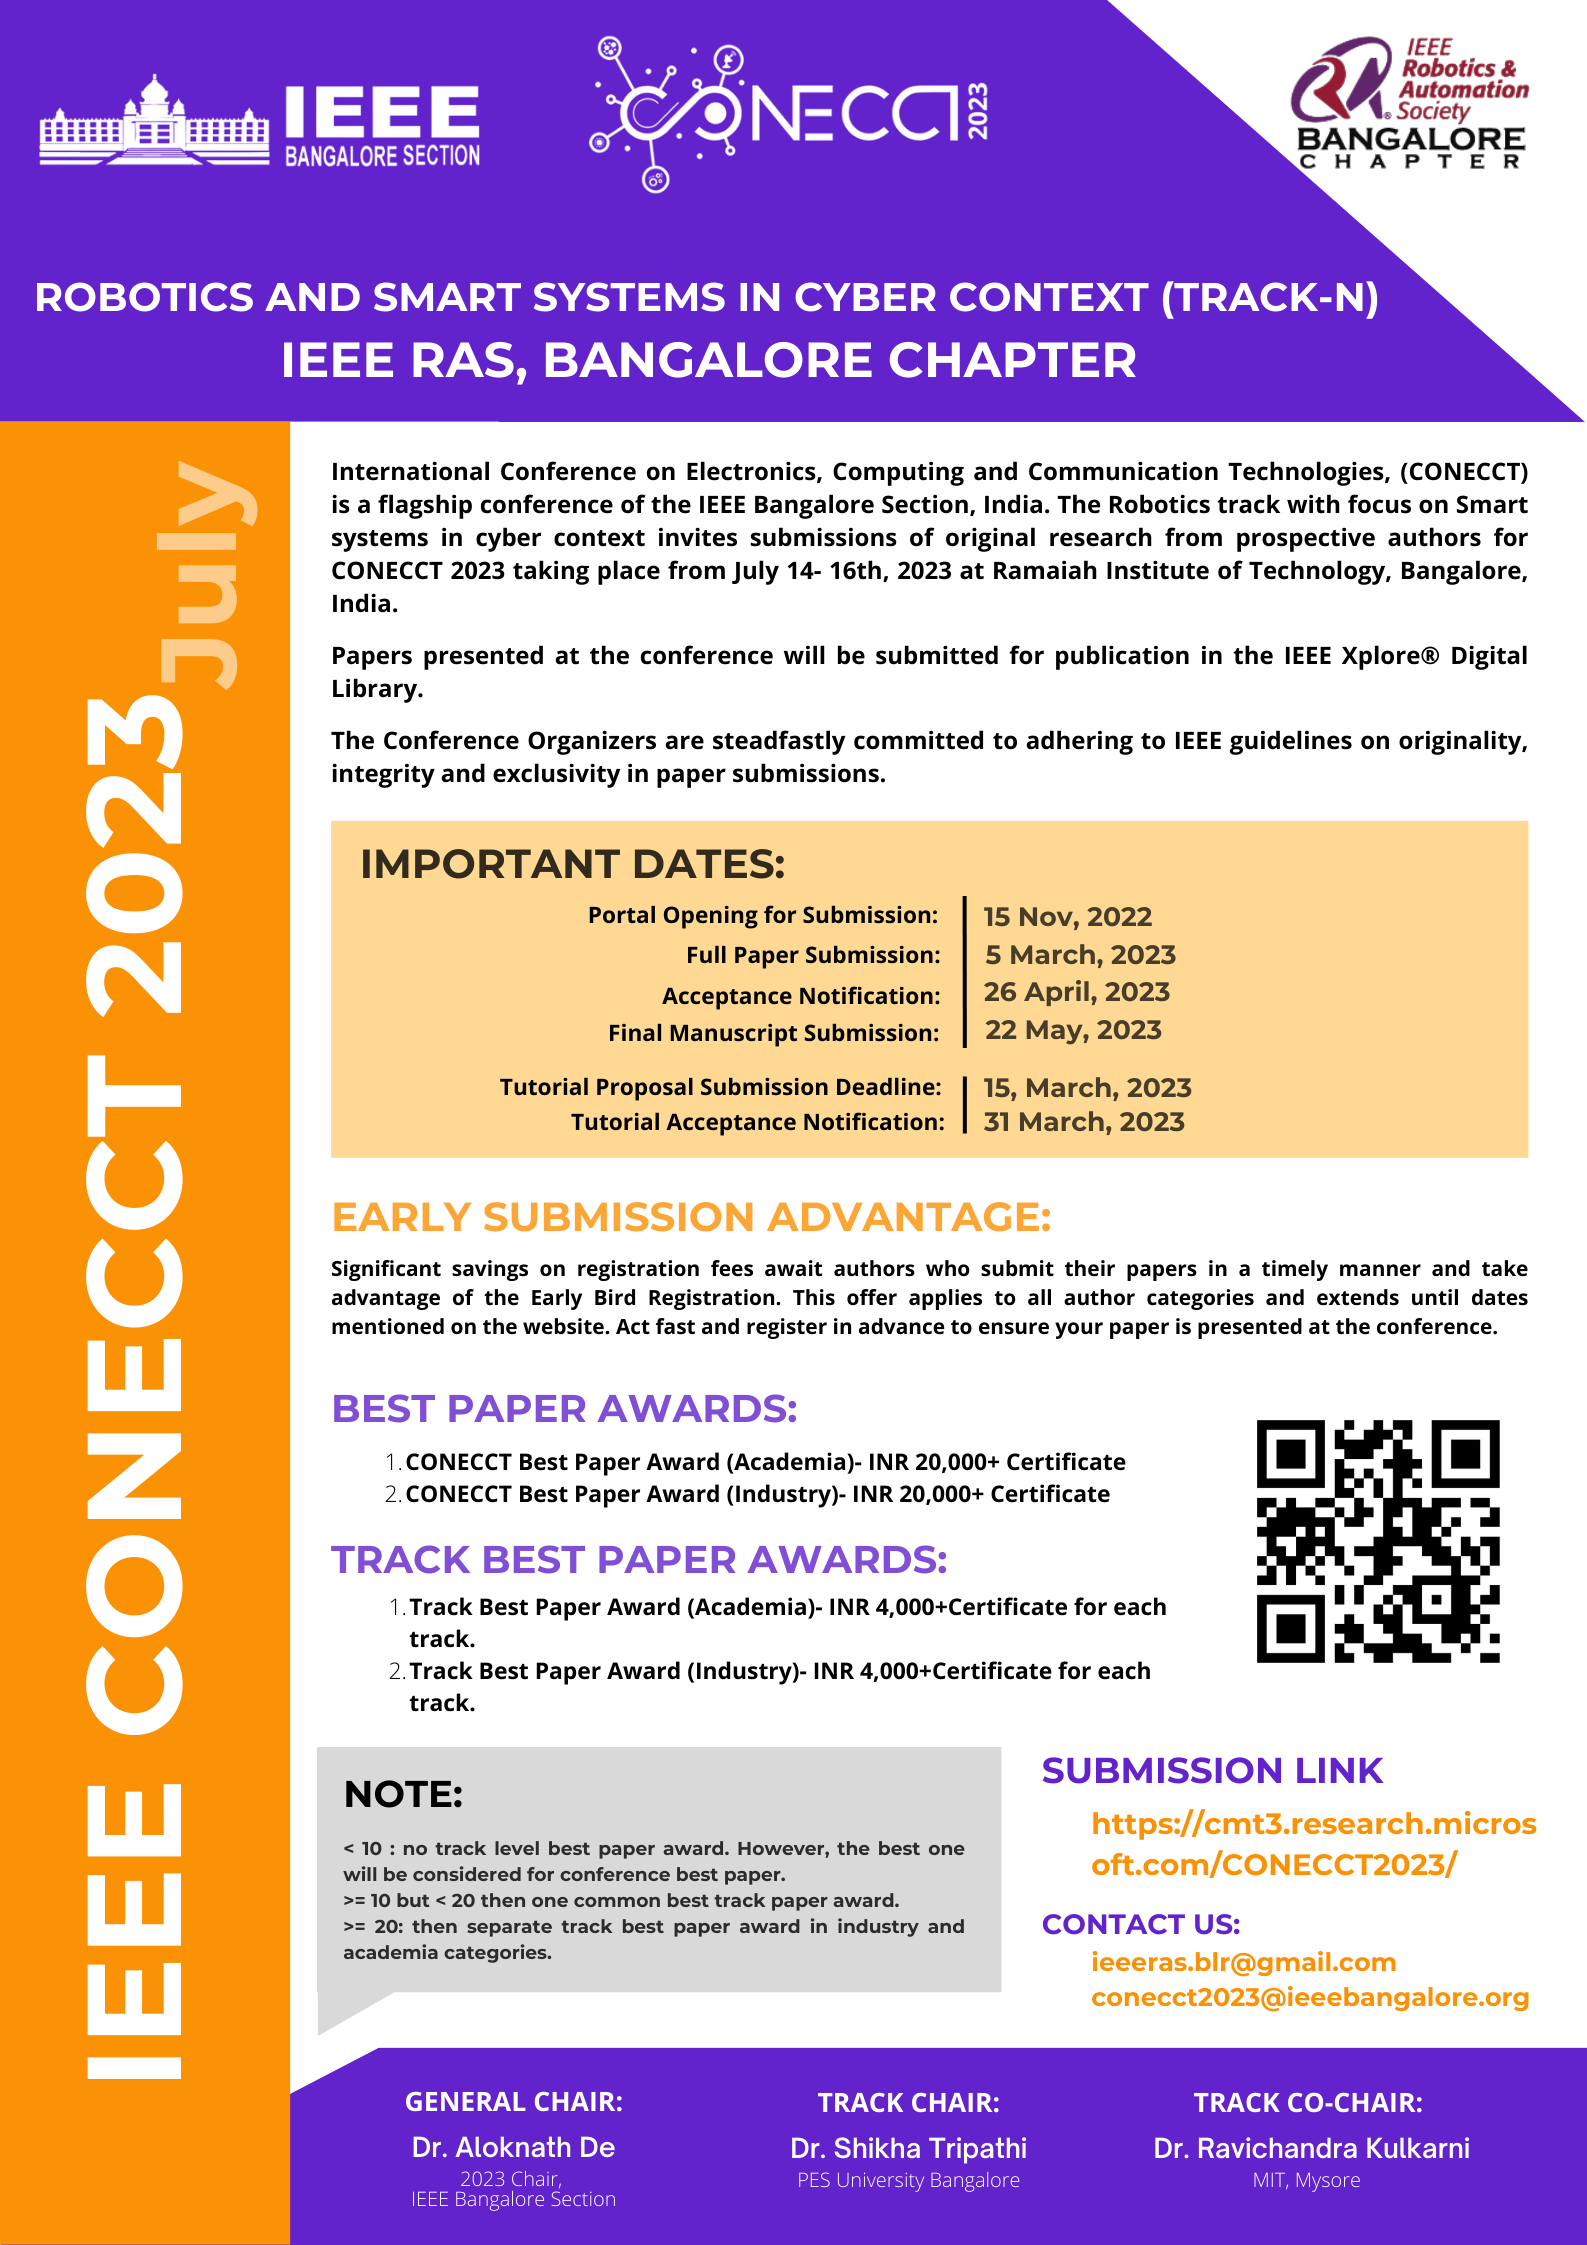 IEEE
BANGALORE SECTION
CONECCT 2023
IEEE
Robotics &
Automation
Society
BANGALORE
CHAPTER
ROBOTICS AND SMART SYSTEMS IN CYBER CONTEXT (TRACK-N)
IEEE RAS, BANGALORE CHAPTER
IEEE CONECCT 2023
July
International Conference on Electronics, Computing and Communication Technologies, (CONECCT)
is a flagship conference of the IEEE Bangalore Section, India. The Robotics track with focus on Smart
systems in cyber context invites submissions of original research from prospective authors for
CONECCT 2023 taking place from July 14- 16th, 2023 at Ramaiah Institute of Technology, Bangalore,
India.
Papers presented at the conference will be submitted for publication in the IEEE Xplore® Digital
Library.
The Conference Organizers are steadfastly committed to adhering to IEEE guidelines on originality,
integrity and exclusivity in paper submissions.
IMPORTANT DATES:
Portal Opening for Submission: 15 Nov, 2022
Full Paper Submission: 5 March, 2023
Acceptance Notification: 26 April, 2023
Final Manuscript Submission: 22 May, 2023
Tutorial Proposal Submission Deadline: 15, March, 2023
Tutorial Acceptance Notification: 31 March, 2023
EARLY SUBMISSION ADVANTAGE:
Significant savings on registration fees await authors who submit their papers in a timely manner and take
advantage of the Early Bird Registration. This offer applies to all author categories and extends until dates
mentioned on the website. Act fast and register in advance to ensure your paper is presented at the conference.
BEST PAPER AWARDS:
1. CONECCT Best Paper Award (Academia)- INR 20,000+ Certificate
2. CONECCT Best Paper Award (Industry)- INR 20,000+ Certificate
TRACK BEST PAPER AWARDS:
1. Track Best Paper Award (Academia)- INR 4,000+Certificate for each
track.
2. Track Best Paper Award (Industry)- INR 4,000+Certificate for each
track.
NOTE:
< 10 : no track level best paper award. However, the best one
will be considered for conference best paper.
>= 10 but < 20 then one common best track paper award.
>= 20: then separate track best paper award in industry and
academia categories.
SUBMISSION LINK
https://cmt3.research.micros
oft.com/CONECCT2023/
CONTACT US:
ieeeras.blr@gmail.com
conecct2023@ieeebangalore.org
GENERAL CHAIR:
Dr. Aloknath De
2023 Chair,
IEEE Bangalore Section
TRACK CHAIR:
Dr. Shikha Tripathi
PES University Bangalore
TRACK CO-CHAIR:
Dr. Ravichandra Kulkarni
MIT, Mysore